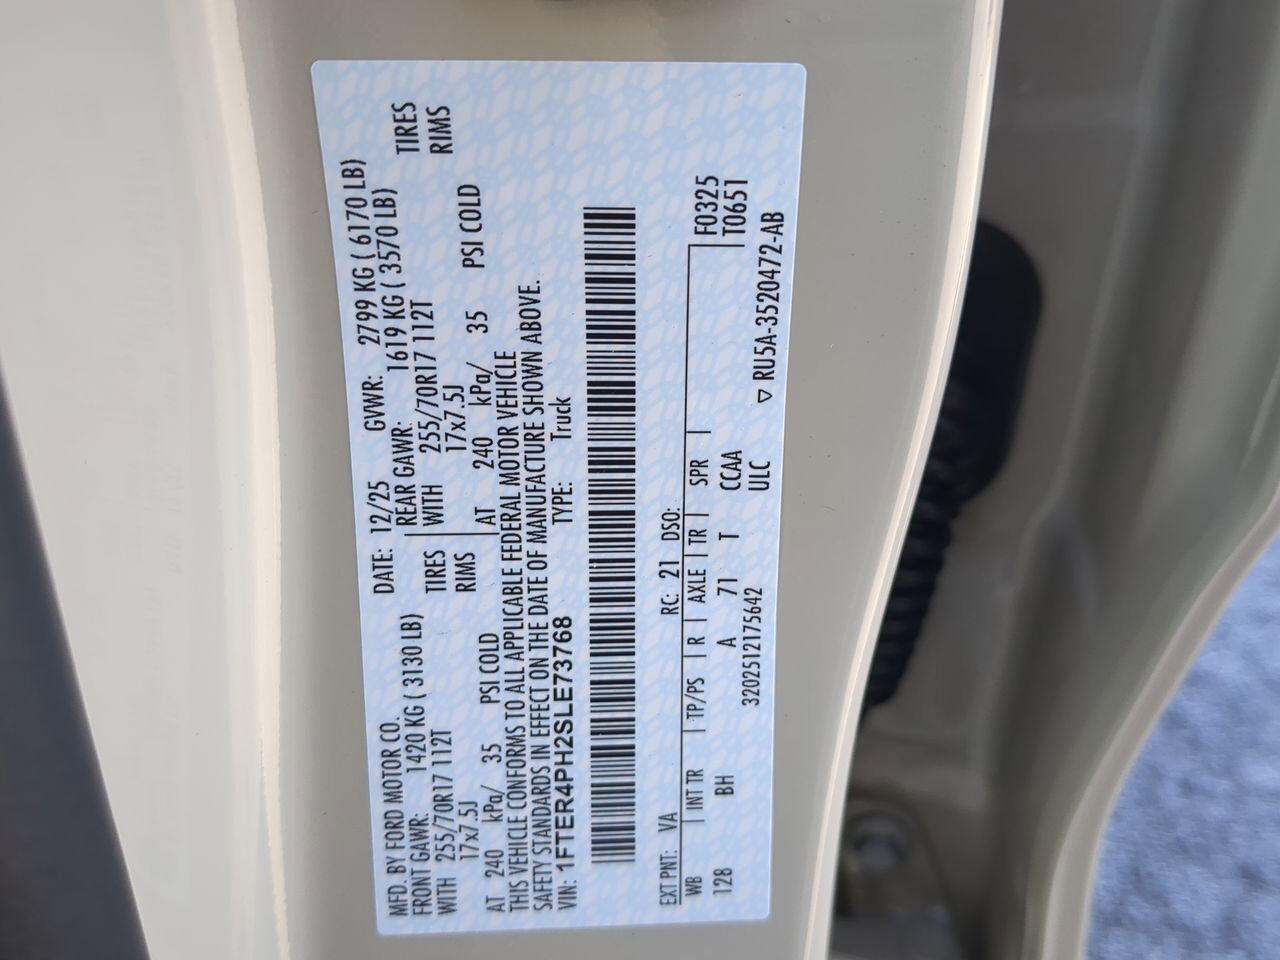 MFD. BY FORD MOTOR CO. DATE: 12/25 GVWR: 2799 KG ( 6170 LB)
FRONT GAWR: 1420 KG ( 3130 LB) REAR GAWR: 1619 KG ( 3570 LB)
WITH 255/70R17 112T TIRES WITH 255/70R17 112T TIRES
17x7.5J RIMS 17x7.5J RIMS
AT 240 kPa/ 35 PSI COLD AT 240 kPa/ 35 PSI COLD
THIS VEHICLE CONFORMS TO ALL APPLICABLE FEDERAL MOTOR VEHICLE
SAFETY STANDARDS IN EFFECT ON THE DATE OF MANUFACTURE SHOWN ABOVE.
VIN: 1FTER4PH2SLE73768 TYPE: Truck
EXT PNT: VA RC: 21 DSO:
WB INT TR TP/PS R AXLE TR SPR F0325
128 BH A 71 T CCAA T0651
3202512175642 ULC
▽ RU5A-3520472-AB